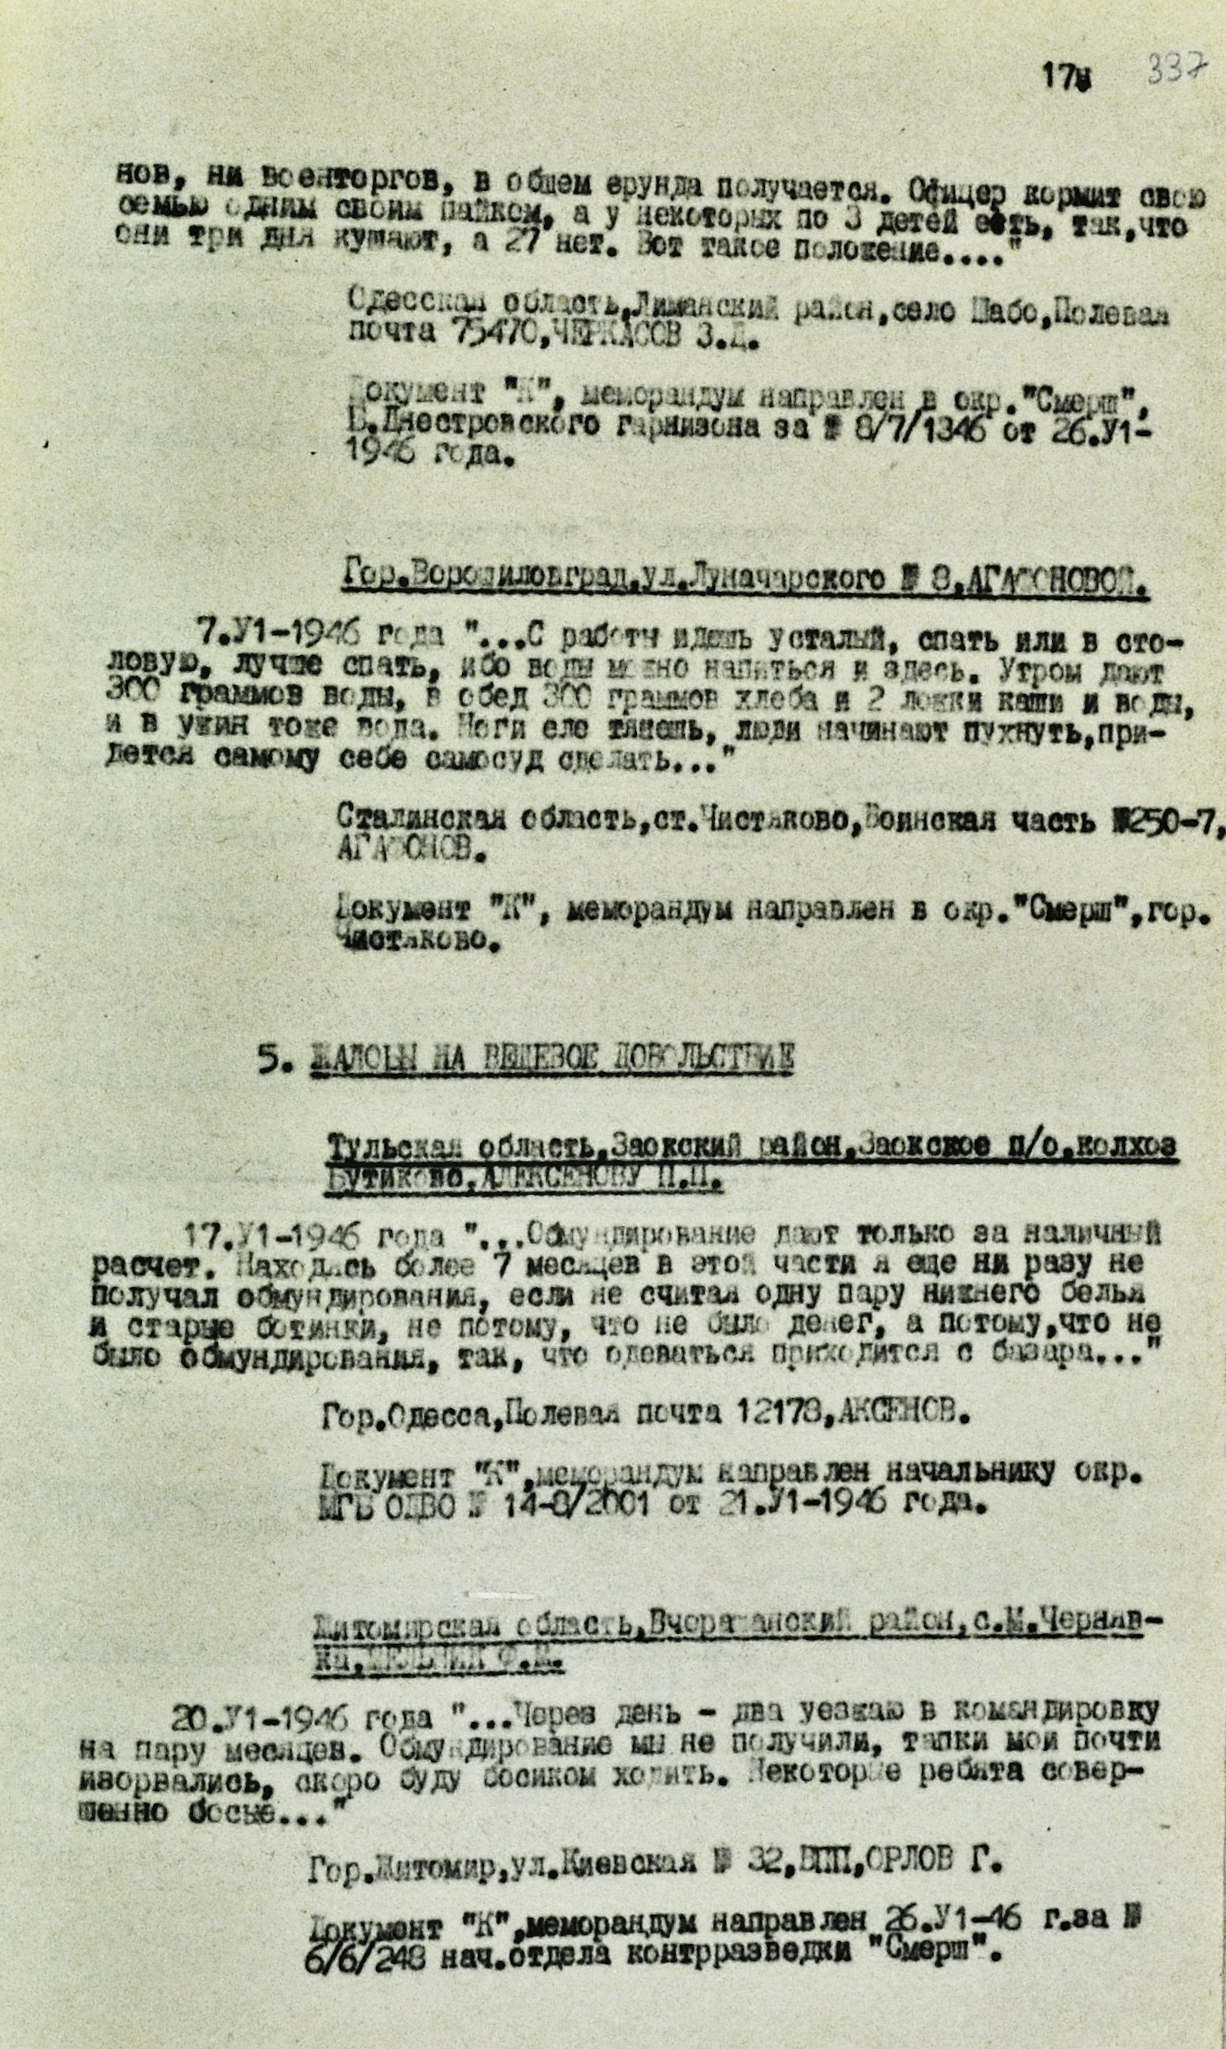 17и 337
нов, ни военторгов, в общем ерунда получается. Офицер кормит свою
семью одним своим пайком, а у некоторых по 3 детей есть, так,что
они три дня кушают, а 27 нет. Вот такое положение...."
Одесская область,Лиманский район,село Шабо,Полевая
почта 75470,ЧЕРКАСОВ З.Д.
Документ "К", меморандум направлен в окр."Смерш",
Б.Днестровского гарнизона за № 8/7/1346 от 26.У1-
1946 года.
Гор.Ворошиловград,ул.Луначарского № 8,АГАФОНОВОЙ.
7.У1-1946 года "...С работы идешь усталый, спать или в сто-
ловую, лучше спать, ибо воды можно напиться и здесь. Утром дают
300 граммов воды, в обед 300 граммов хлеба и 2 ложки каши и воды,
и в ужин тоже вода. Ноги еле тянешь, люди начинают пухнуть,при-
дется самому себе самосуд сделать..."
Сталинская область,ст.Чистяково,Воинская часть №250-7,
АГАФОНОВ.
Документ "К", меморандум направлен в окр."Смерш",гор.
Чистяково.
5. ЖАЛОБЫ НА ВЕЩЕВОЕ ДОВОЛЬСТВИЕ
Тульская область,Заокский район,Заокское п/о,колхоз
Бутиково,АЛЕКСЕНОВУ П.П.
17.У1-1946 года "...Обмундирование дают только за наличный
расчет. Находясь более 7 месяцев в этой части я еще ни разу не
получал обмундирования, если не считая одну пару нижнего белья
и старые ботинки, не потому, что не было денег, а потому,что не
было обмундирования, так, что одеваться приходится с базара..."
Гор.Одесса,Полевая почта 12178,АКСЕНОВ.
Документ "К",меморандум направлен начальнику окр.
МГБ ОДВО № 14-8/2001 от 21.У1-1946 года.
Житомирская область,Вчорайшанский район,с.М.Черняв-
ка,МЕЛЬНИК Ф.
20.У1-1946 года "...Через день - два уезжаю в командировку
на пару месяцев. Обмундирование мы не получили, тапки мои почти
изорвались, скоро буду босиком ходить. Некоторые ребята совер-
шенно босые..."
Гор.Житомир,ул.Киевская № 32,ВПП,ОРЛОВ Г.
Документ "К",меморандум направлен 26.У1-46 г.за №
6/6/248 нач.отдела контрразведки "Смерш".